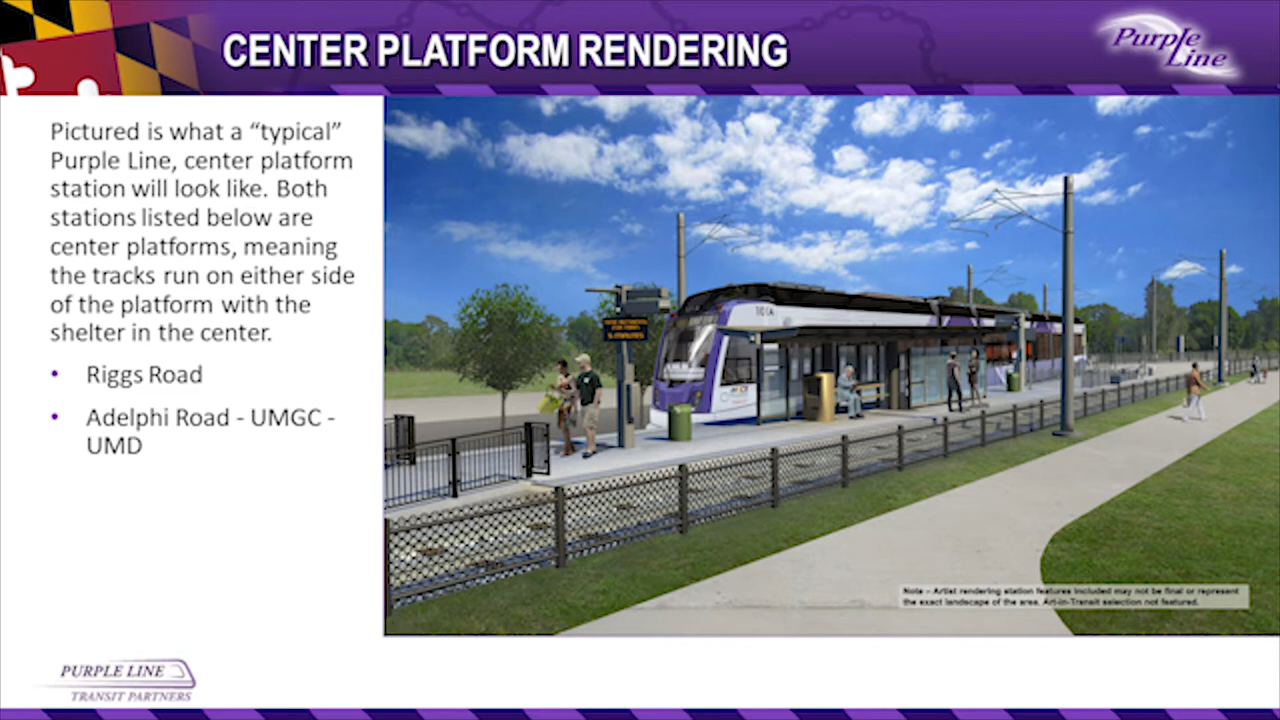 CENTER PLATFORM RENDERING
Purple
Line
Pictured is what a “typical”
Purple Line, center platform
station will look like. Both
stations listed below are
center platforms, meaning
the tracks run on either side
of the platform with the
shelter in the center.
• Riggs Road
• Adelphi Road - UMGC -
UMD
101A
Note – Artist rendering station features included may not be final or represent
the exact landscape of the area. Art-in-Transit selection not featured.
PURPLE LINE
TRANSIT PARTNERS